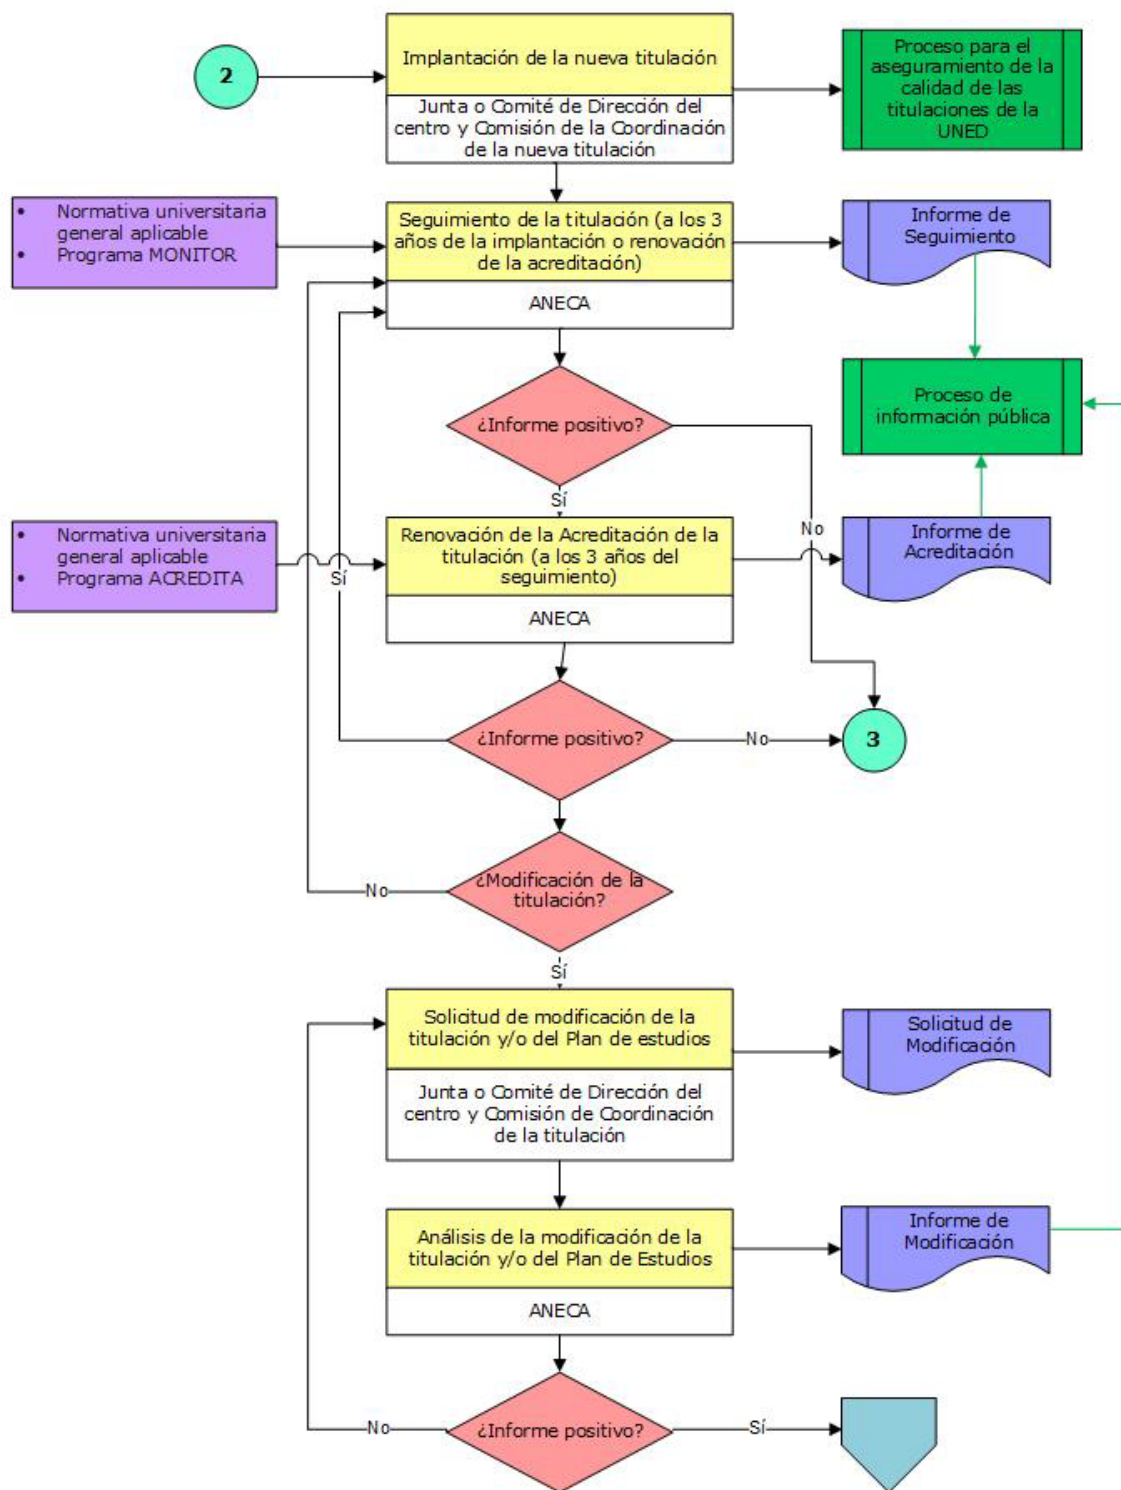 2
Implantación de la nueva titulación
Junta o Comité de Dirección del
centro y Comisión de la Coordinación
de la nueva titulación
Proceso para el
aseguramiento de la
calidad de las
titulaciones de la
UNED
• Normativa universitaria
general aplicable
• Programa MONITOR
Seguimiento de la titulación (a los 3
años de la implantación o renovación
de la acreditación)
ANECA
Informe de
Seguimiento
¿Informe positivo?
Proceso de
información pública
Sí
No
• Normativa universitaria
general aplicable
• Programa ACREDITA
Sí
Renovación de la Acreditación de la
titulación (a los 3 años del
seguimiento)
ANECA
Informe de
Acreditación
¿Informe positivo?
No
3
¿Modificación de la
titulación?
No
Sí
Solicitud de modificación de la
titulación y/o del Plan de estudios
Junta o Comité de Dirección del
centro y Comisión de Coordinación
de la titulación
Solicitud de
Modificación
Análisis de la modificación de la
titulación y/o del Plan de Estudios
ANECA
Informe de
Modificación
¿Informe positivo?
No
Sí